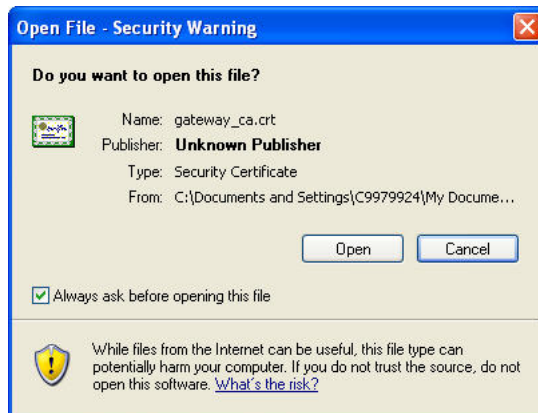 Open File - Security Warning
Do you want to open this file?
Name: gateway_ca.crt
Publisher: Unknown Publisher
Type: Security Certificate
From: C:\Documents and Settings\C9979924\My Docume...
Open Cancel
Always ask before opening this file
While files from the Internet can be useful, this file type can
potentially harm your computer. If you do not trust the source, do not
open this software. What's the risk?